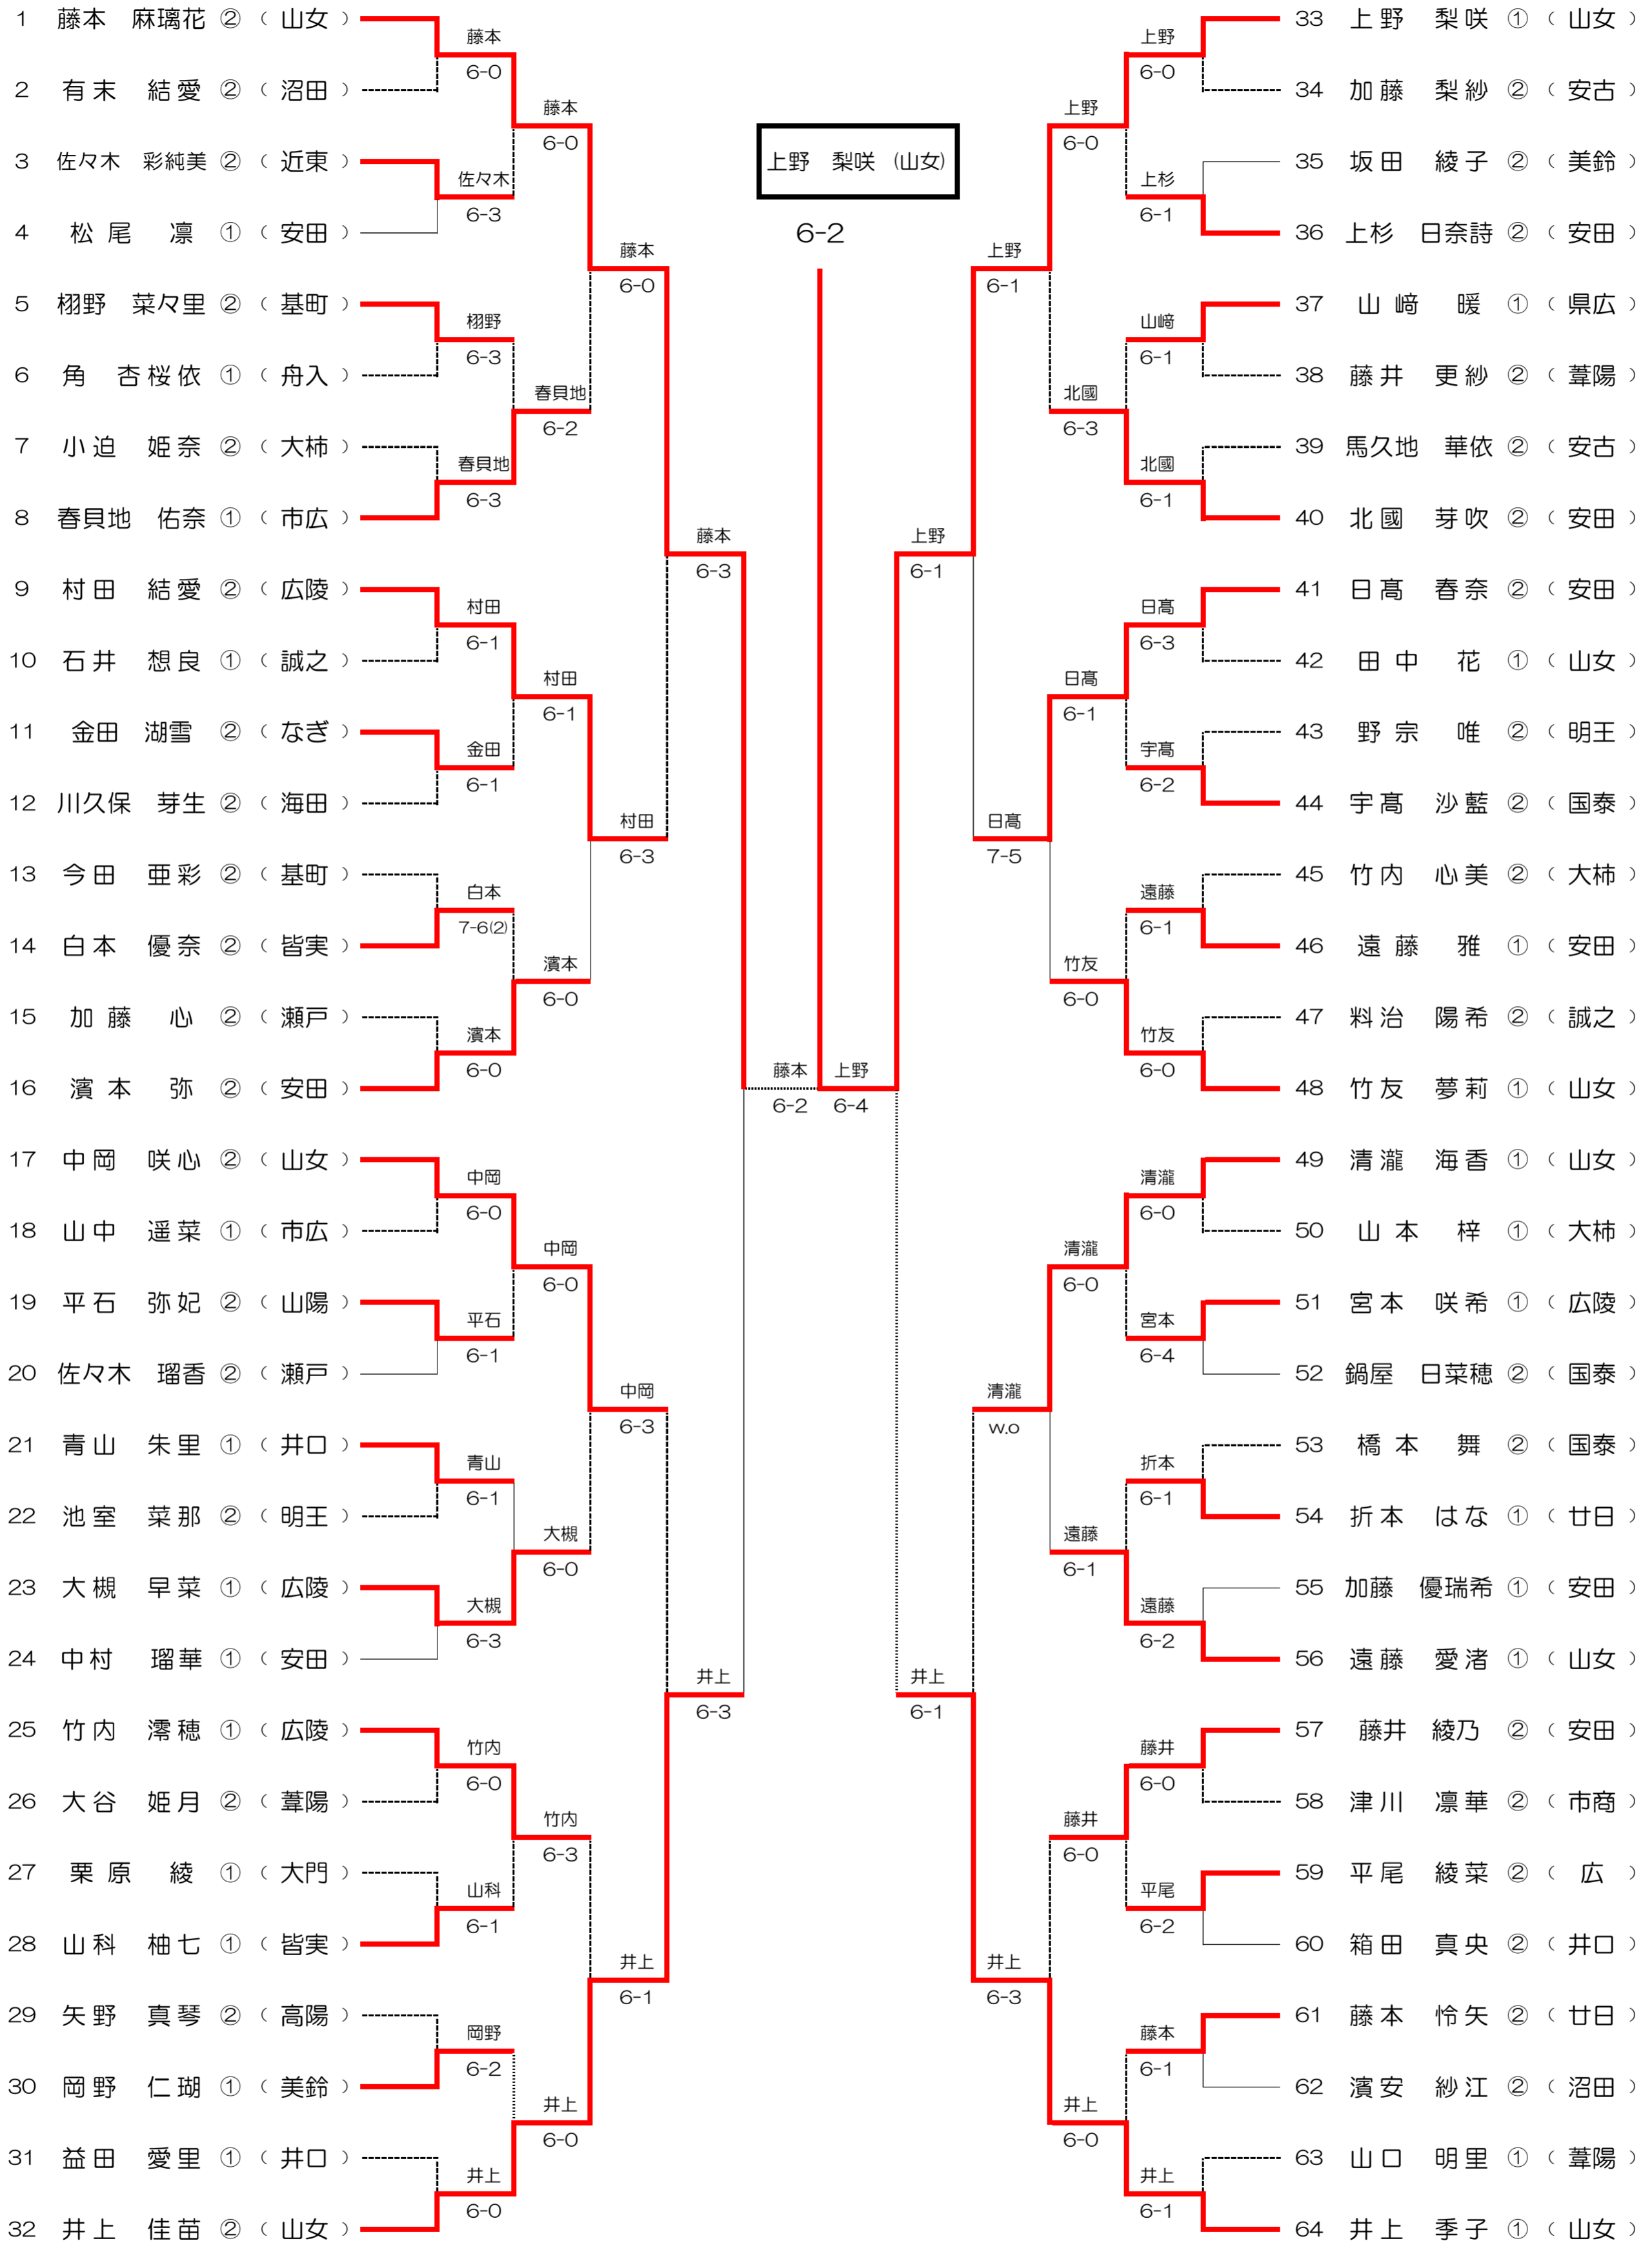 上野 梨咲 (山女)
6-2
1 藤本 麻璃花 ② ( 山女 )
2 有末 結愛 ② ( 沼田 )
3 佐々木 彩純美 ② ( 近東 )
4 松尾 凛 ① ( 安田 )
5 栩野 菜々里 ② ( 基町 )
6 角 杏桜依 ① ( 舟入 )
7 小迫 姫奈 ② ( 大柿 )
8 春貝地 佑奈 ① ( 市広 )
9 村田 結愛 ② ( 広陵 )
10 石井 想良 ① ( 誠之 )
11 金田 湖雪 ② ( なぎ )
12 川久保 芽生 ② ( 海田 )
13 今田 亜彩 ② ( 基町 )
14 白本 優奈 ② ( 皆実 )
15 加藤 心 ② ( 瀬戸 )
16 濱本 弥 ② ( 安田 )
17 中岡 咲心 ② ( 山女 )
18 山中 遥菜 ① ( 市広 )
19 平石 弥妃 ② ( 山陽 )
20 佐々木 瑠香 ② ( 瀬戸 )
21 青山 朱里 ① ( 井口 )
22 池室 菜那 ② ( 明王 )
23 大槻 早菜 ① ( 広陵 )
24 中村 瑠華 ① ( 安田 )
25 竹内 澪穂 ① ( 広陵 )
26 大谷 姫月 ② ( 葦陽 )
27 栗原 綾 ① ( 大門 )
28 山科 柚七 ① ( 皆実 )
29 矢野 真琴 ② ( 高陽 )
30 岡野 仁瑚 ① ( 美鈴 )
31 益田 愛里 ① ( 井口 )
32 井上 佳苗 ② ( 山女 )
藤本
6-0
佐々木
6-3
栩野
6-3
春貝地
6-3
村田
6-1
金田
6-1
白本
7-6(2)
濱本
6-0
中岡
6-0
平石
6-1
青山
6-1
大槻
6-3
竹内
6-0
山科
6-1
岡野
6-2
井上
6-0
藤本
6-0
春貝地
6-2
村田
6-1
濱本
6-0
中岡
6-0
大槻
6-0
竹内
6-3
井上
6-0
藤本
6-0
村田
6-3
中岡
6-3
井上
6-1
藤本
6-3
井上
6-3
藤本
6-2
上野
6-4
上野
6-1
井上
6-1
上野
6-1
日髙
7-5
清瀧
w.o
井上
6-3
上野
6-0
北國
6-3
日髙
6-1
竹友
6-0
清瀧
6-0
遠藤
6-1
藤井
6-0
井上
6-0
上野
6-0
上杉
6-1
山﨑
6-1
北國
6-1
日髙
6-3
宇髙
6-2
遠藤
6-1
竹友
6-0
清瀧
6-0
宮本
6-4
折本
6-1
遠藤
6-2
藤井
6-0
平尾
6-2
藤本
6-1
井上
6-1
33 上野 梨咲 ① ( 山女 )
34 加藤 梨紗 ② ( 安古 )
35 坂田 綾子 ② ( 美鈴 )
36 上杉 日奈詩 ② ( 安田 )
37 山﨑 暖 ① ( 県広 )
38 藤井 更紗 ② ( 葦陽 )
39 馬久地 華依 ② ( 安古 )
40 北國 芽吹 ② ( 安田 )
41 日髙 春奈 ② ( 安田 )
42 田中 花 ① ( 山女 )
43 野宗 唯 ② ( 明王 )
44 宇髙 沙藍 ② ( 国泰 )
45 竹内 心美 ② ( 大柿 )
46 遠藤 雅 ① ( 安田 )
47 料治 陽希 ② ( 誠之 )
48 竹友 夢莉 ① ( 山女 )
49 清瀧 海香 ① ( 山女 )
50 山本 梓 ① ( 大柿 )
51 宮本 咲希 ① ( 広陵 )
52 鍋屋 日菜穂 ② ( 国泰 )
53 橋本 舞 ② ( 国泰 )
54 折本 はな ① ( 廿日 )
55 加藤 優瑞希 ① ( 安田 )
56 遠藤 愛渚 ① ( 山女 )
57 藤井 綾乃 ② ( 安田 )
58 津川 凛華 ② ( 市商 )
59 平尾 綾菜 ② ( 広 )
60 箱田 真央 ② ( 井口 )
61 藤本 怜矢 ② ( 廿日 )
62 濱安 紗江 ② ( 沼田 )
63 山口 明里 ① ( 葦陽 )
64 井上 季子 ① ( 山女 )